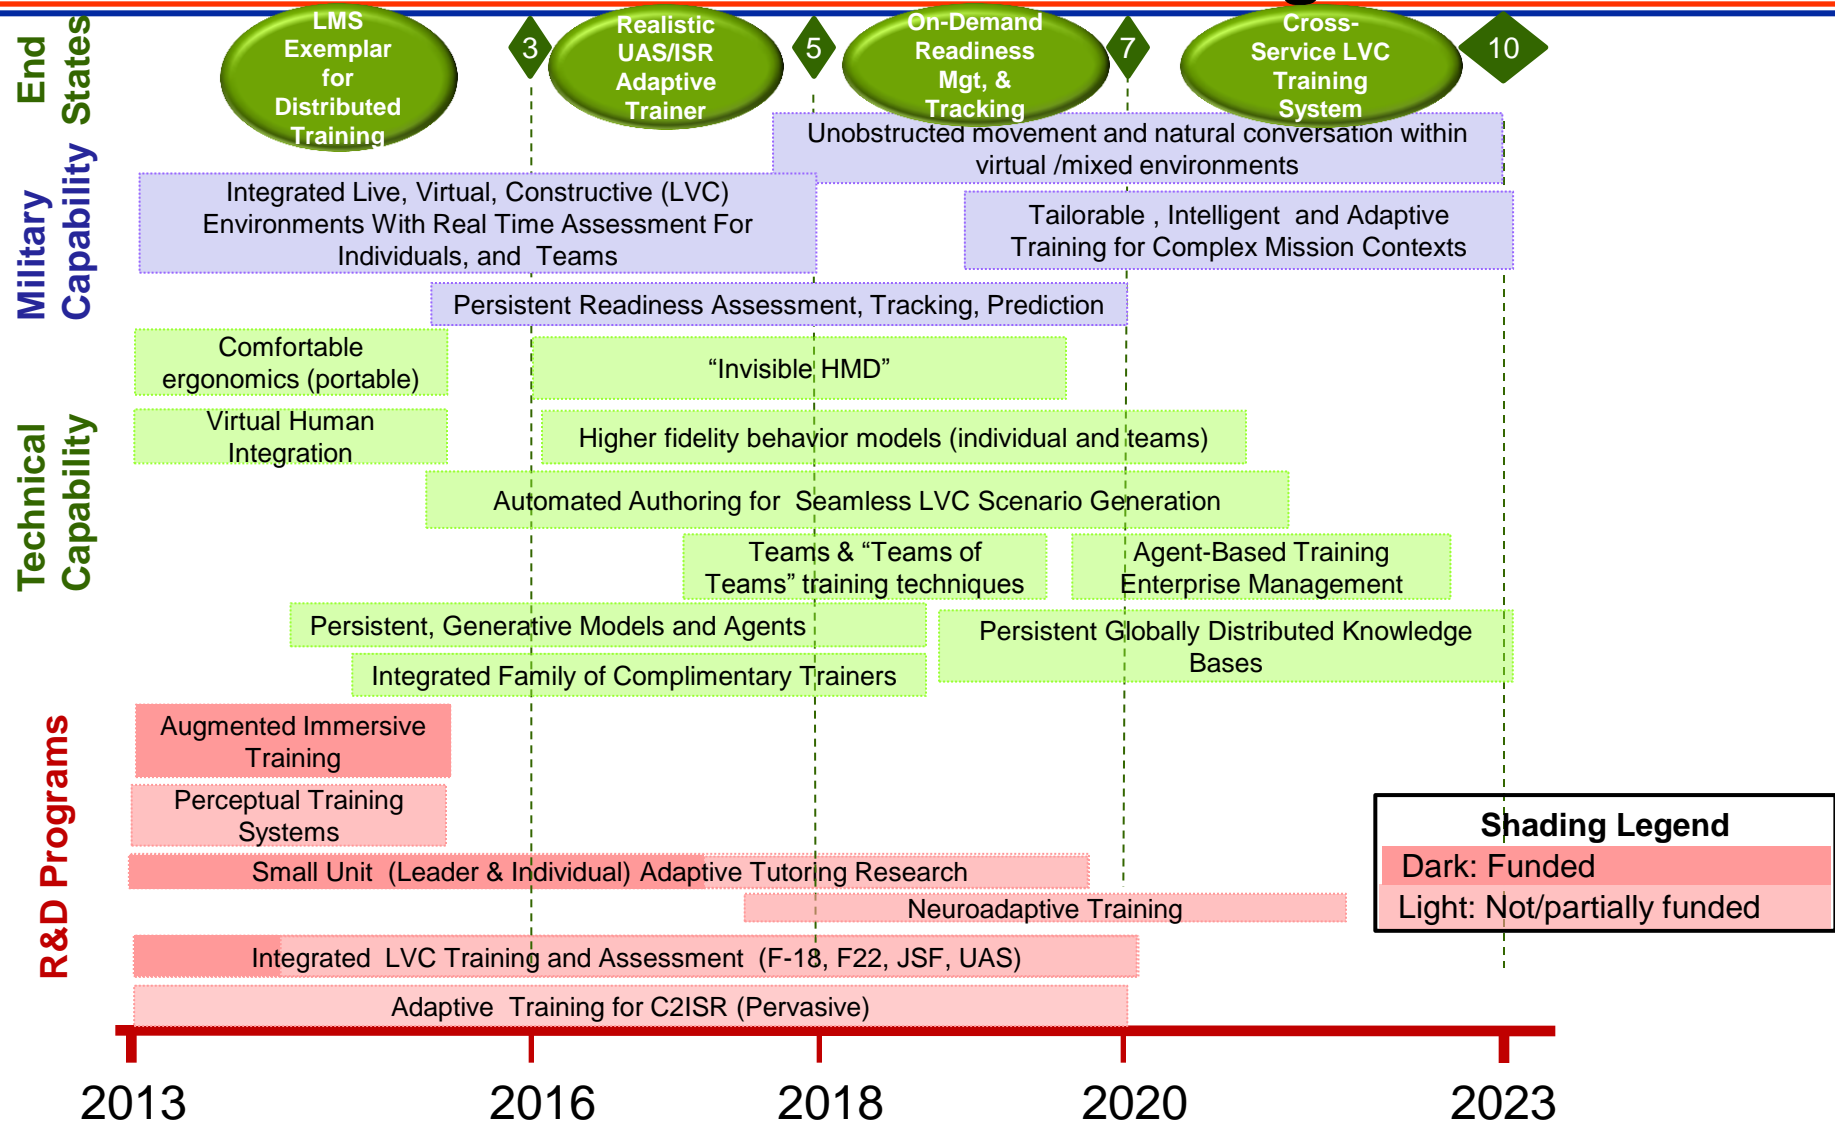 End
States
LMS
Exemplar
for
Distributed
Training
3
Realistic
UAS/ISR
Adaptive
Trainer
5
On-Demand
Readiness
Mgt, &
Tracking
7
Cross-
Service LVC
Training
System
10
Military
Capability
Unobstructed movement and natural conversation within
virtual /mixed environments
Integrated Live, Virtual, Constructive (LVC)
Environments With Real Time Assessment For
Individuals, and Teams
Tailorable , Intelligent and Adaptive
Training for Complex Mission Contexts
Persistent Readiness Assessment, Tracking, Prediction
Technical
Capability
Comfortable
ergonomics (portable)
“Invisible HMD”
Virtual Human
Integration
Higher fidelity behavior models (individual and teams)
Automated Authoring for Seamless LVC Scenario Generation
Teams & “Teams of
Teams” training techniques
Agent-Based Training
Enterprise Management
Persistent, Generative Models and Agents
Persistent Globally Distributed Knowledge
Bases
Integrated Family of Complimentary Trainers
R&D Programs
Augmented Immersive
Training
Perceptual Training
Systems
Small Unit (Leader & Individual) Adaptive Tutoring Research
Neuroadaptive Training
Integrated LVC Training and Assessment (F-18, F22, JSF, UAS)
Adaptive Training for C2ISR (Pervasive)
Shading Legend
Dark: Funded
Light: Not/partially funded
2013
2016
2018
2020
2023